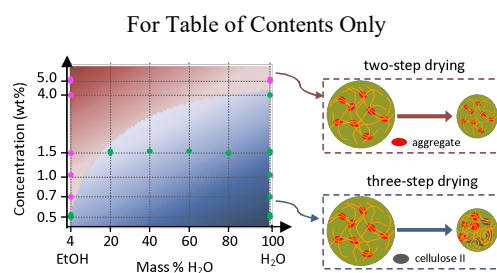 For Table of Contents Only
two-step drying
aggregate
three-step drying
cellulose II
Concentration (wt%)
5.0
4.0
1.5
1.0
0.7
0.5
4 20 40 60 80 100
EtOH H₂O
Mass % H₂O